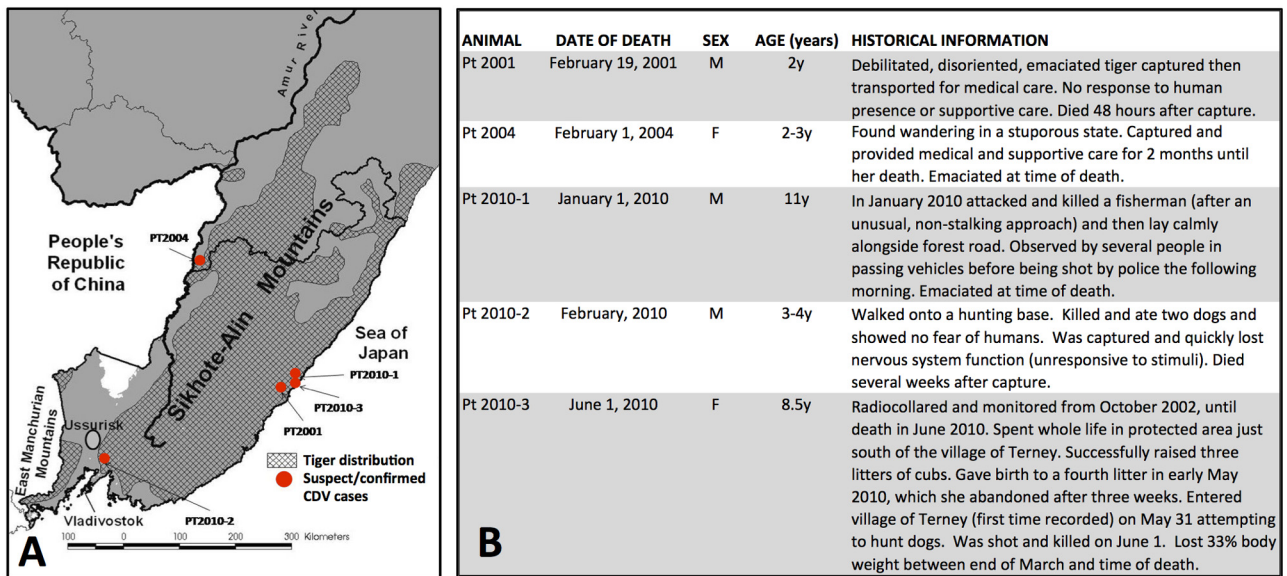 Amur River
People's
Republic
of China
PT2004
Sikhote-Alin Mountains
Sea of
Japan
PT2010-1
PT2010-3
PT2001
Ussurisk
East Manchurian
Mountains
Vladivostok
PT2010-2
Tiger distribution
Suspect/confirmed
CDV cases
100 0 100 200 300 Kilometers
A
ANIMAL DATE OF DEATH SEX AGE (years) HISTORICAL INFORMATION
Pt 2001 February 19, 2001 M 2y Debilitated, disoriented, emaciated tiger captured then
transported for medical care. No response to human
presence or supportive care. Died 48 hours after capture.
Pt 2004 February 1, 2004 F 2-3y Found wandering in a stuporous state. Captured and
provided medical and supportive care for 2 months until
her death. Emaciated at time of death.
Pt 2010-1 January 1, 2010 M 11y In January 2010 attacked and killed a fisherman (after an
unusual, non-stalking approach) and then lay calmly
alongside forest road. Observed by several people in
passing vehicles before being shot by police the following
morning. Emaciated at time of death.
Pt 2010-2 February, 2010 M 3-4y Walked onto a hunting base. Killed and ate two dogs and
showed no fear of humans. Was captured and quickly lost
nervous system function (unresponsive to stimuli). Died
several weeks after capture.
Pt 2010-3 June 1, 2010 F 8.5y Radiocollared and monitored from October 2002, until
death in June 2010. Spent whole life in protected area just
south of the village of Terney. Successfully raised three
litters of cubs. Gave birth to a fourth litter in early May
2010, which she abandoned after three weeks. Entered
village of Terney (first time recorded) on May 31 attempting
to hunt dogs. Was shot and killed on June 1. Lost 33% body
weight between end of March and time of death.
B